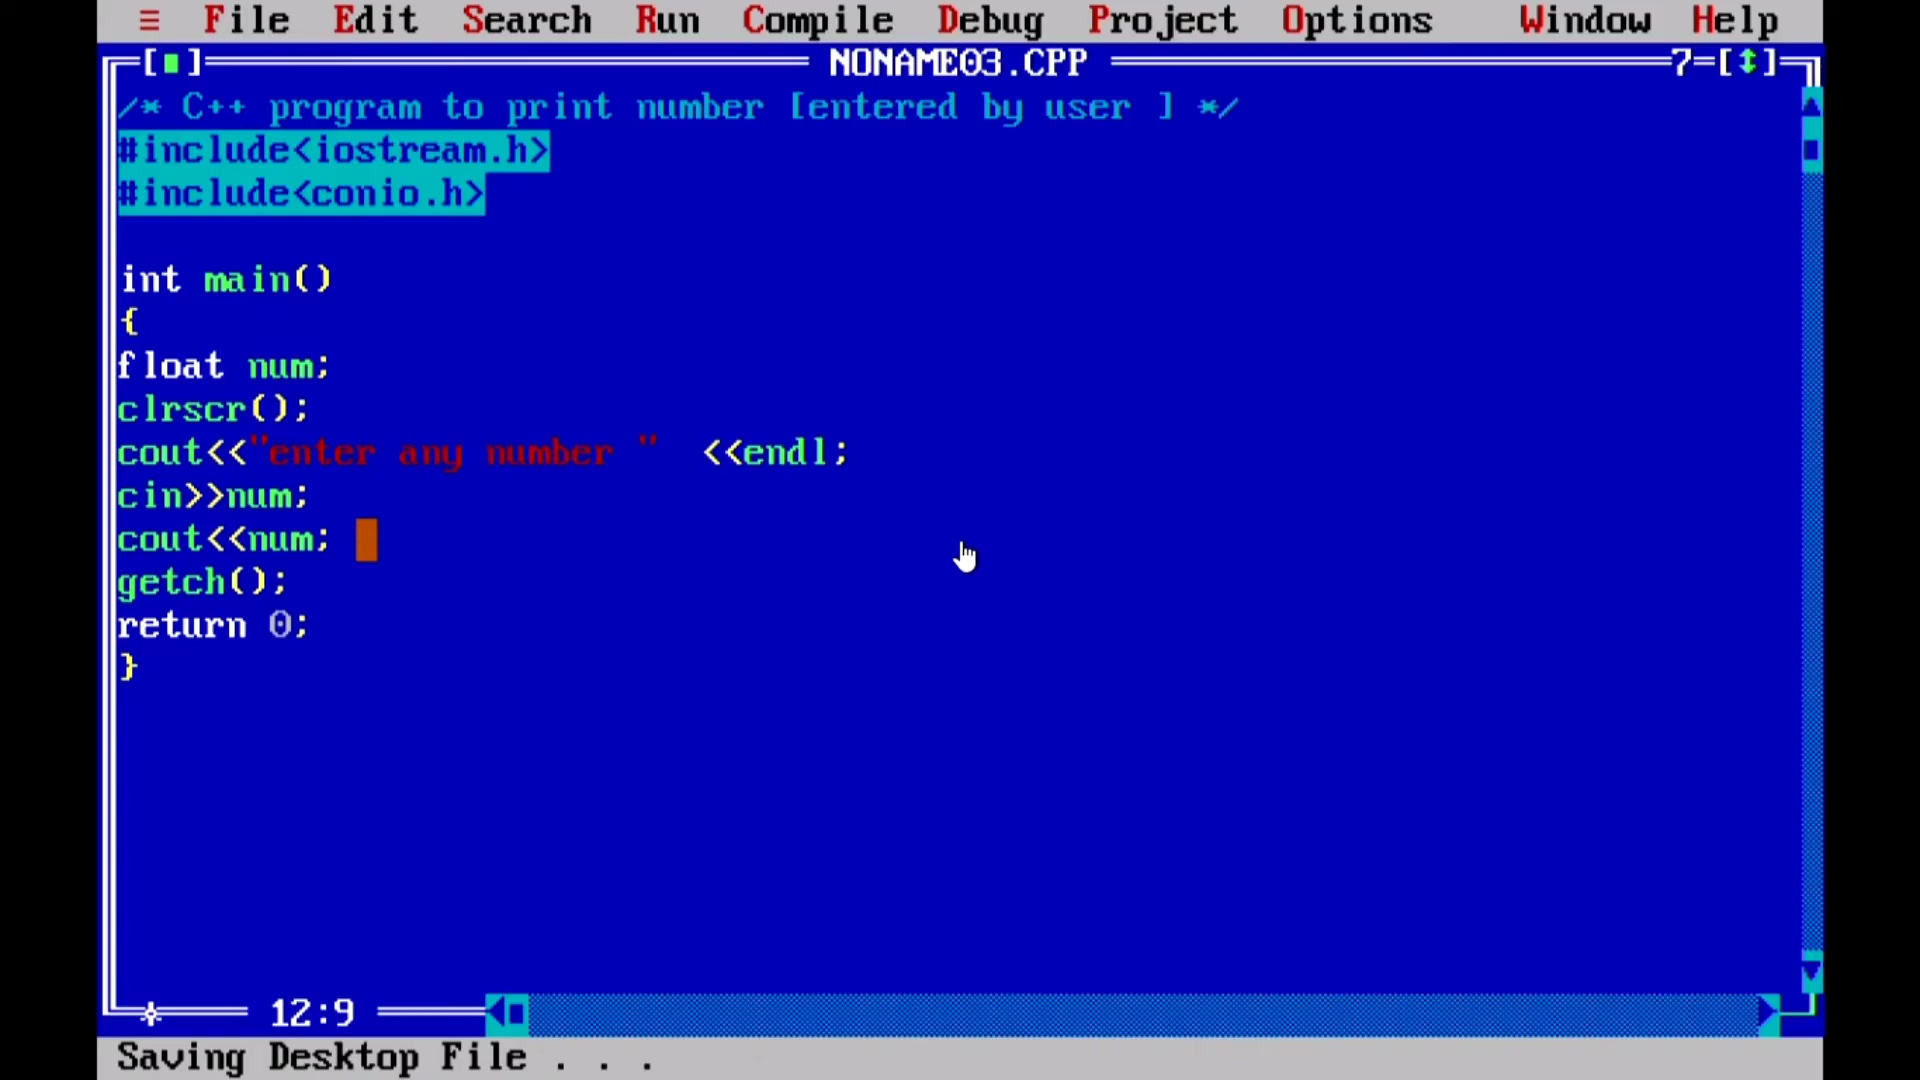 ≡ File Edit Search Run Compile Debug Project Options Window Help
[■] NONAME03.CPP 7=[↕]
/* C++ program to print number [entered by user ] */
#include<iostream.h>
#include<conio.h>
int main()
{
float num;
clrscr();
cout<<"enter any number "  <<endl;
cin>>num;
cout<<num;
getch();
return 0;
}
12:9
Saving Desktop File . . .